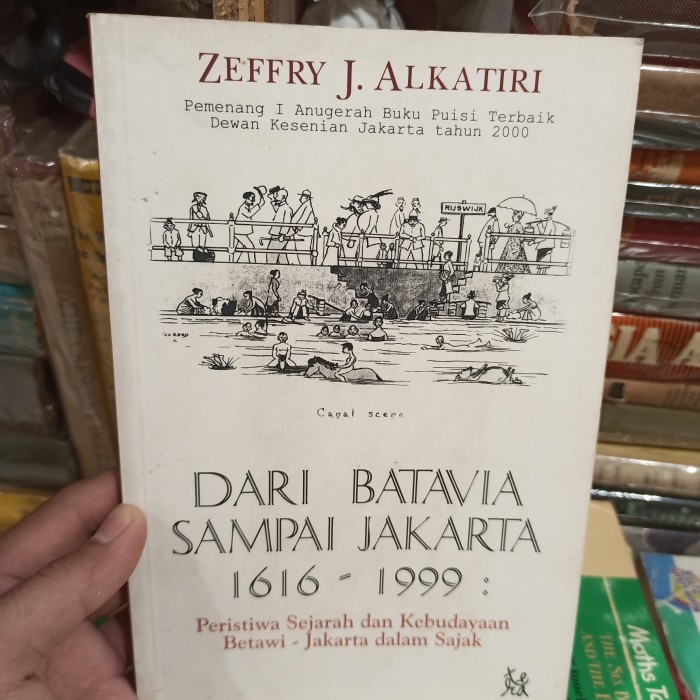 ZEFFRY J. ALKATIRI
Pemenang I Anugerah Buku Puisi Terbaik
Dewan Kesenian Jakarta tahun 2000
RIJSWIJK
Canal scene
DARI BATAVIA
SAMPAI JAKARTA
1616 - 1999 :
Peristiwa Sejarah dan Kebudayaan
Betawi - Jakarta dalam Sajak